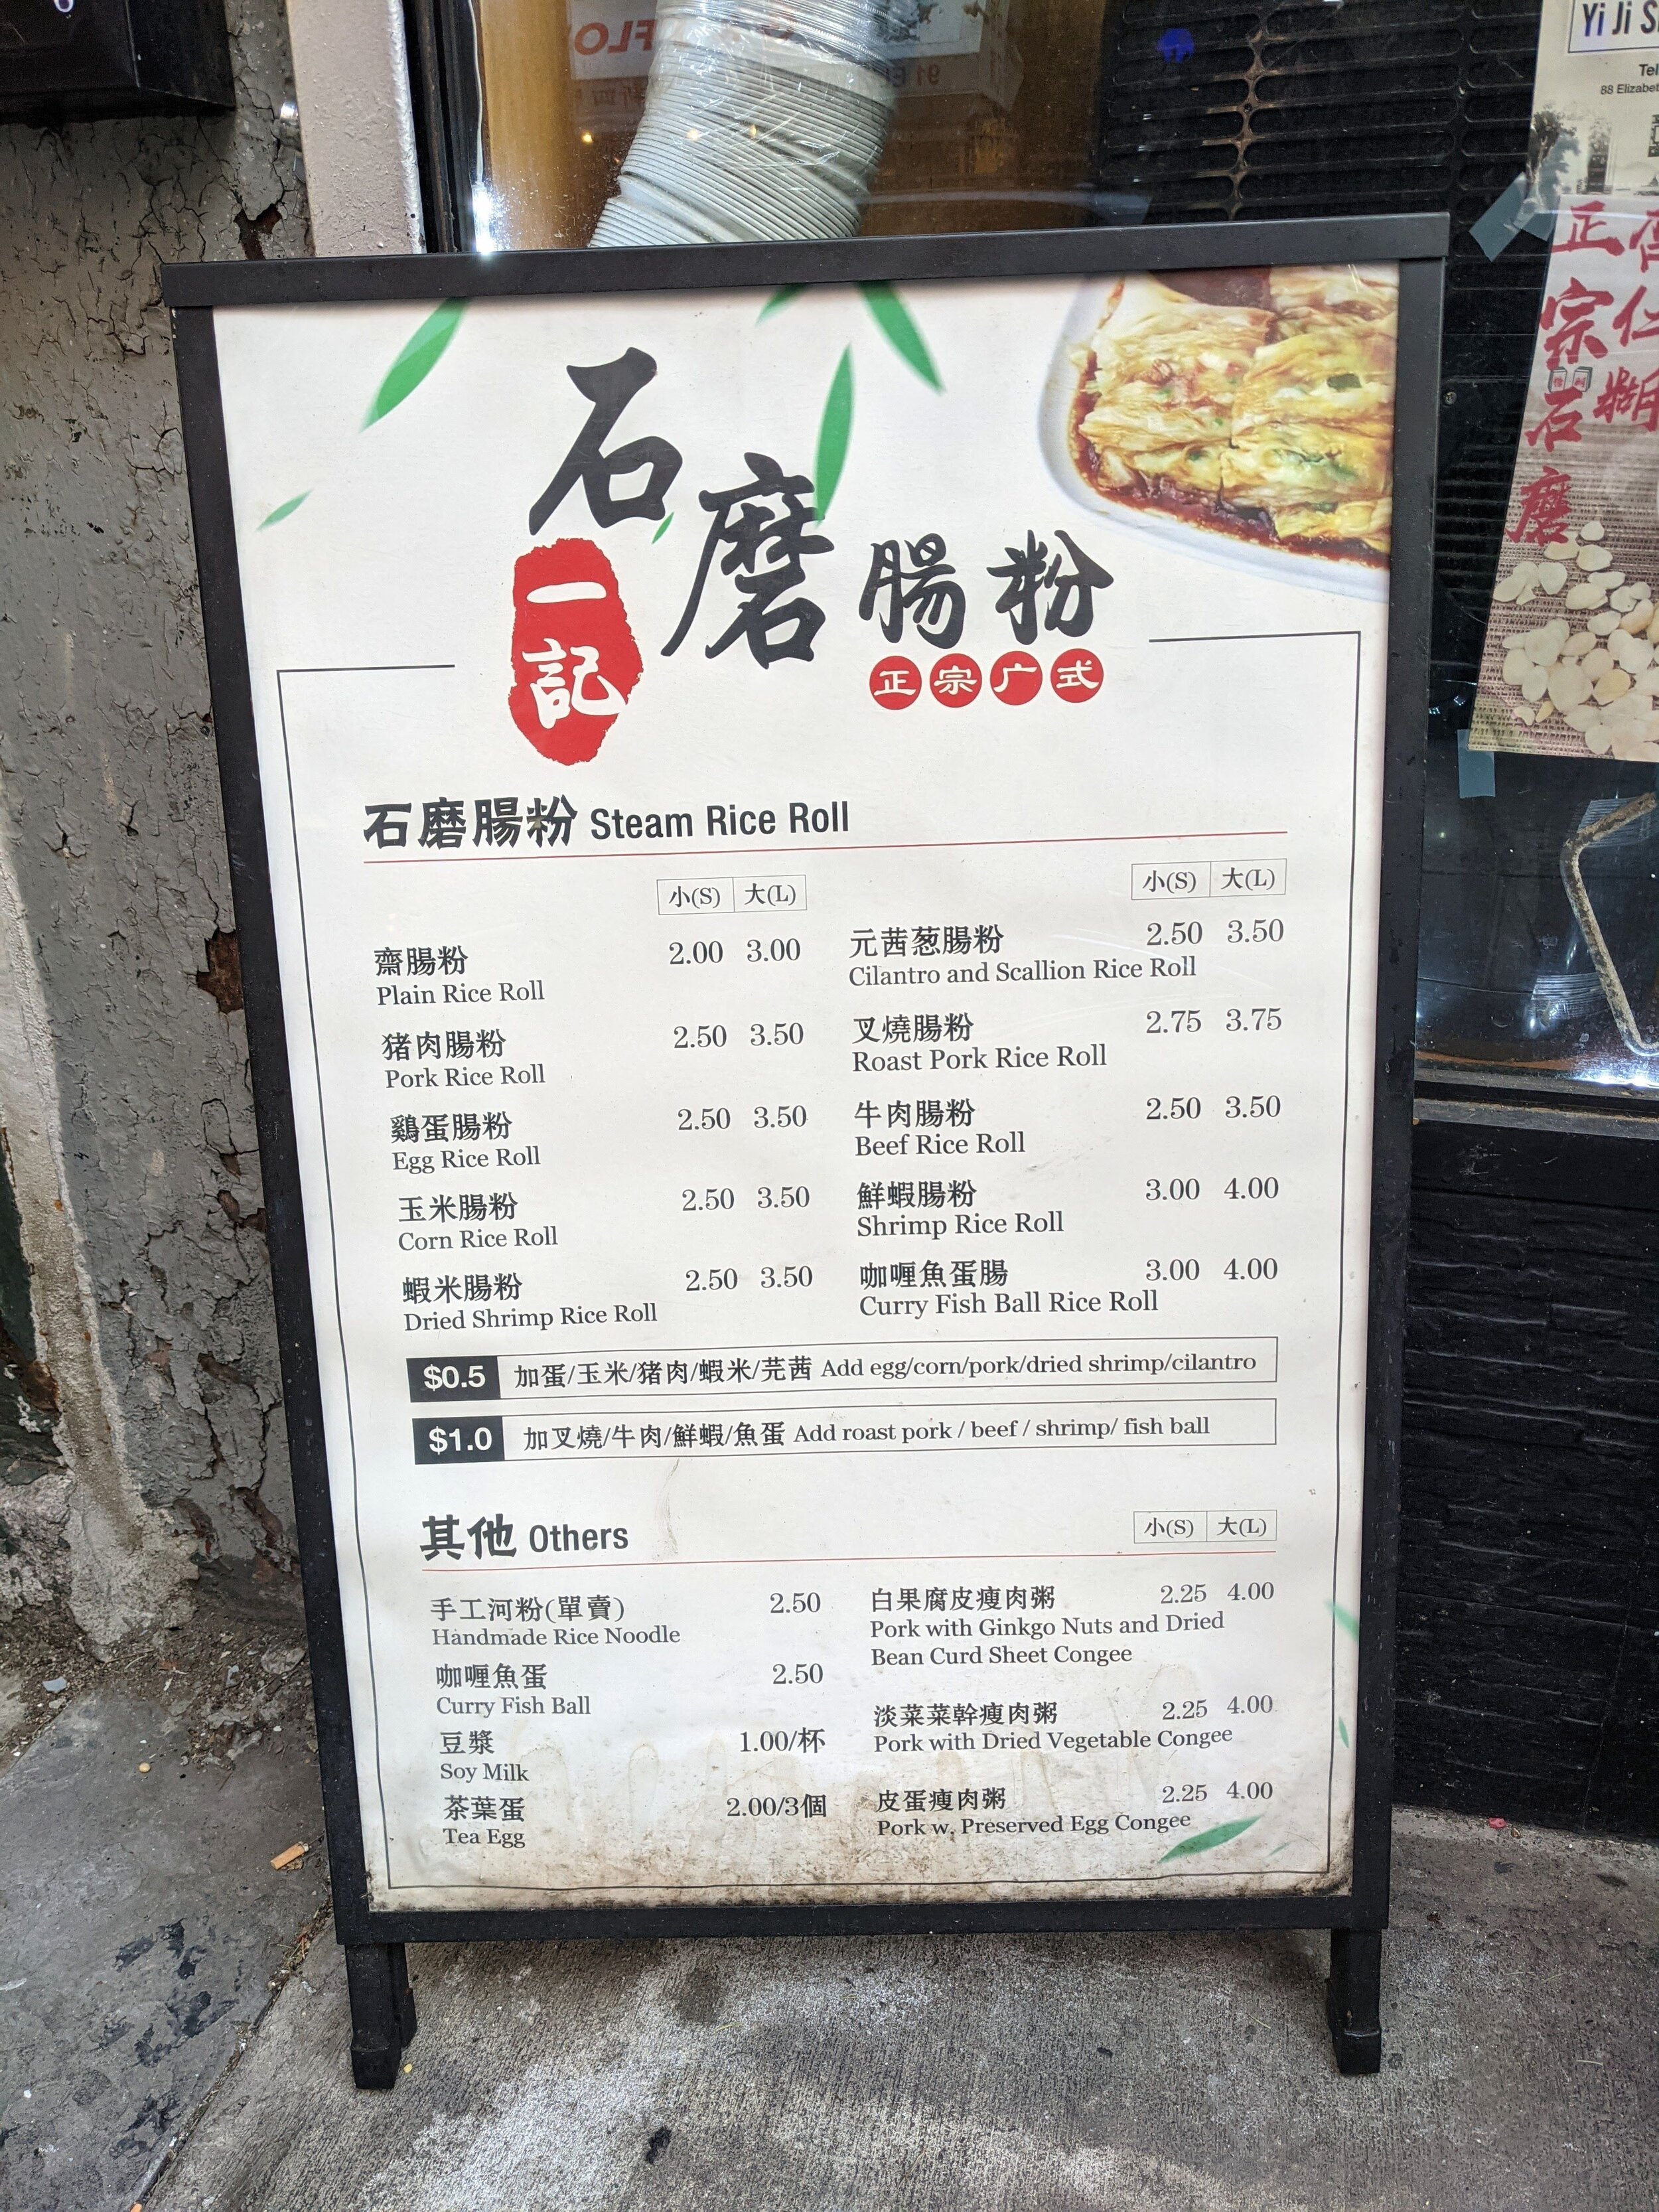 Yi Ji S
Tel
88 Elizabet
正宗石磨
石磨腸粉
一記
正宗广式
石磨腸粉 Steam Rice Roll
小(S) 大(L)
齋腸粉 2.00 3.00
Plain Rice Roll
猪肉腸粉 2.50 3.50
Pork Rice Roll
鷄蛋腸粉 2.50 3.50
Egg Rice Roll
玉米腸粉 2.50 3.50
Corn Rice Roll
蝦米腸粉 2.50 3.50
Dried Shrimp Rice Roll
小(S) 大(L)
元茜葱腸粉 2.50 3.50
Cilantro and Scallion Rice Roll
叉燒腸粉 2.75 3.75
Roast Pork Rice Roll
牛肉腸粉 2.50 3.50
Beef Rice Roll
鮮蝦腸粉 3.00 4.00
Shrimp Rice Roll
咖喱魚蛋腸 3.00 4.00
Curry Fish Ball Rice Roll
$0.5 加蛋/玉米/猪肉/蝦米/芫茜 Add egg/corn/pork/dried shrimp/cilantro
$1.0 加叉燒/牛肉/鮮蝦/魚蛋 Add roast pork / beef / shrimp/ fish ball
其他 Others
小(S) 大(L)
手工河粉(單賣) 2.50
Handmade Rice Noodle
咖喱魚蛋 2.50
Curry Fish Ball
豆漿 1.00/杯
Soy Milk
茶葉蛋 2.00/3個
Tea Egg
白果腐皮瘦肉粥 2.25 4.00
Pork with Ginkgo Nuts and Dried
Bean Curd Sheet Congee
淡菜菜幹瘦肉粥 2.25 4.00
Pork with Dried Vegetable Congee
皮蛋瘦肉粥 2.25 4.00
Pork w. Preserved Egg Congee